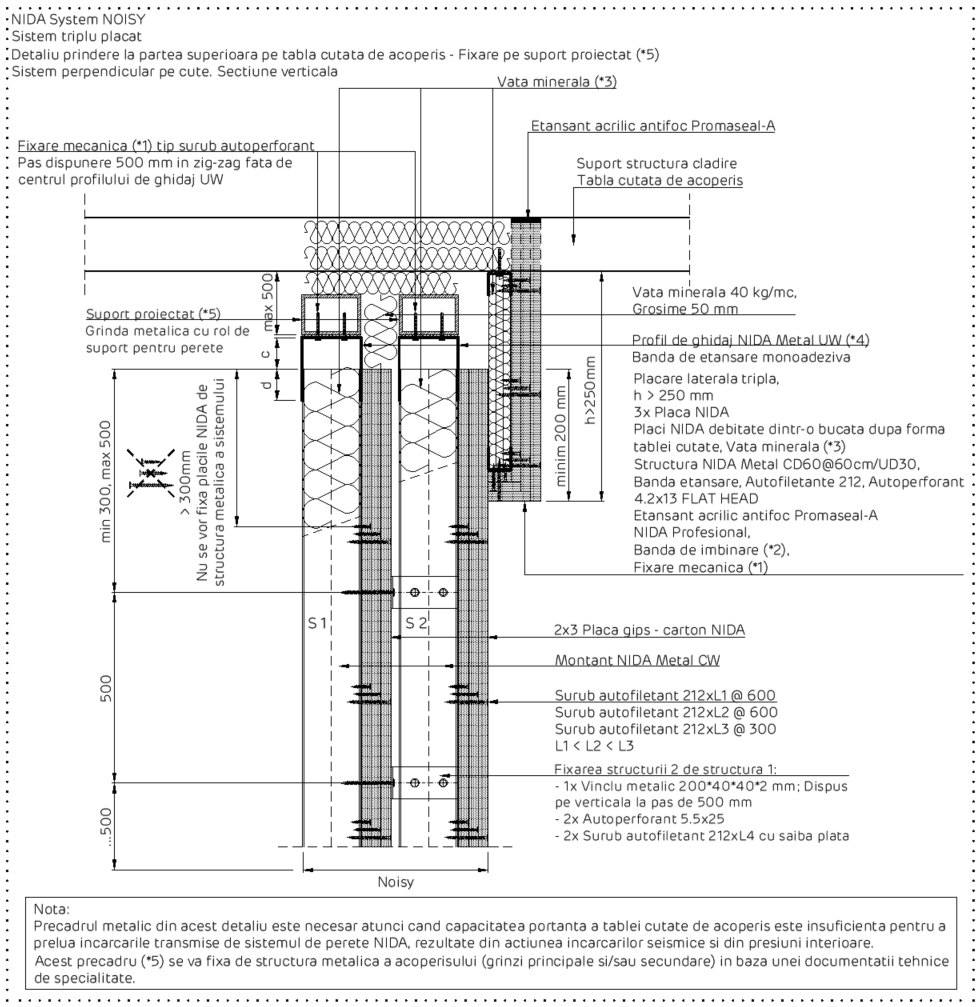 NIDA System NOISY
Sistem triplu placat
Detaliu prindere la partea superioara pe tabla cutata de acoperis - Fixare pe suport proiectat (*5)
Sistem perpendicular pe cute. Sectiune verticala
Vata minerala (*3)
Etansant acrilic antifoc Promaseal-A
Fixare mecanica (*1) tip surub autoperforant
Pas dispunere 500 mm in zig-zag fata de
centrul profilului de ghidaj UW
Suport structura cladire
Tabla cutata de acoperis
max 500
Suport proiectat (*5)
Grinda metalica cu rol de
suport pentru perete
Vata minerala 40 kg/mc,
Grosime 50 mm
c
d
Profil de ghidaj NIDA Metal UW (*4)
Banda de etansare monoadeziva
Placare laterala tripla,
h > 250 mm
3x Placa NIDA
Placi NIDA debitate dintr-o bucata dupa forma
tablei cutate, Vata minerala (*3)
Structura NIDA Metal CD60@60cm/UD30,
Banda etansare, Autofiletante 212, Autoperforant
4.2x13 FLAT HEAD
Etansant acrilic antifoc Promaseal-A
NIDA Profesional,
Banda de imbinare (*2),
Fixare mecanica (*1)
min 300, max 500
> 300mm
Nu se vor fixa placile NIDA de
structura metalica a sistemului
minim 200 mm
h>250mm
S 1
S 2
2x3 Placa gips - carton NIDA
Montant NIDA Metal CW
500
Surub autofiletant 212xL1 @ 600
Surub autofiletant 212xL2 @ 600
Surub autofiletant 212xL3 @ 300
L1 < L2 < L3
Fixarea structurii 2 de structura 1:
- 1x Vinclu metalic 200*40*40*2 mm; Dispus
pe verticala la pas de 500 mm
- 2x Autoperforant 5.5x25
- 2x Surub autofiletant 212xL4 cu saiba plata
...500
Noisy
Nota:
Precadrul metalic din acest detaliu este necesar atunci cand capacitatea portanta a tablei cutate de acoperis este insuficienta pentru a
prelua incarcarile transmise de sistemul de perete NIDA, rezultate din actiunea incarcarilor seismice si din presiuni interioare.
Acest precadru (*5) se va fixa de structura metalica a acoperisului (grinzi principale si/sau secundare) in baza unei documentatii tehnice
de specialitate.